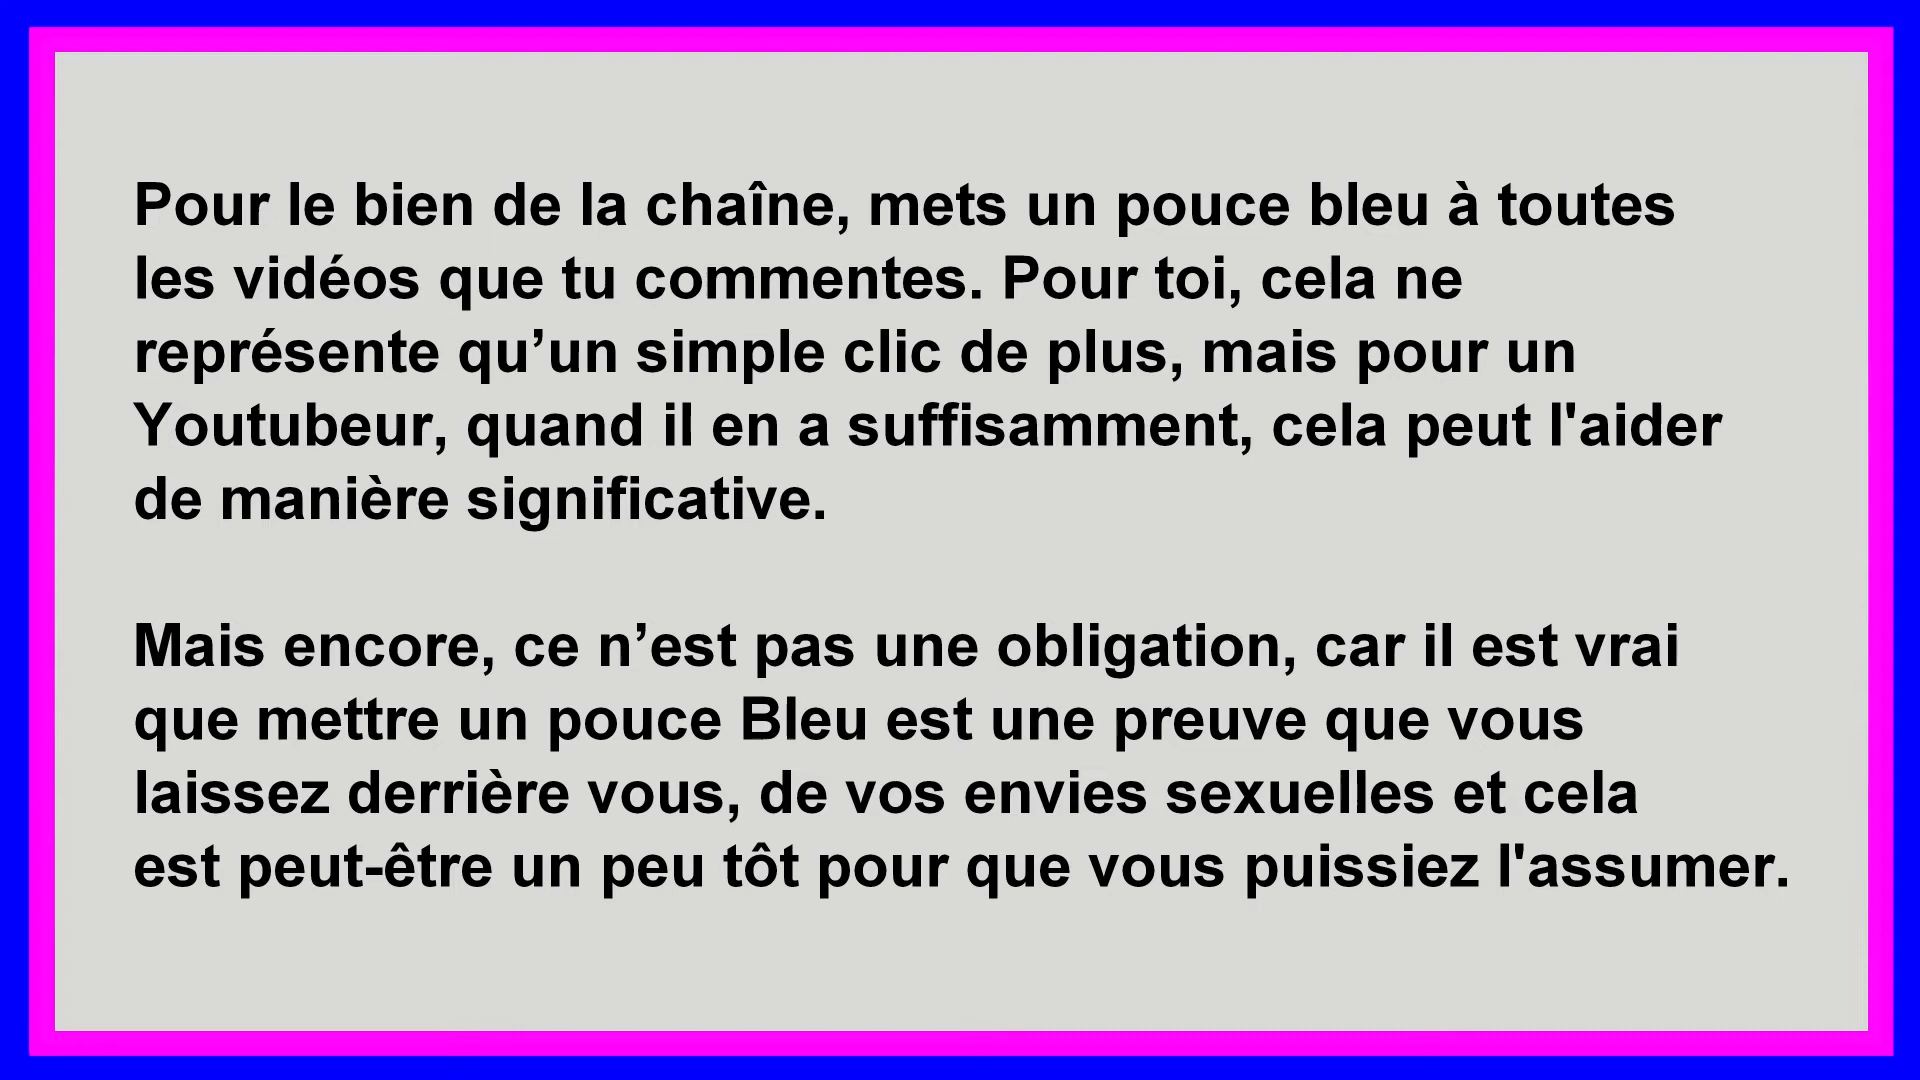 Pour le bien de la chaîne, mets un pouce bleu à toutes
les vidéos que tu commentes. Pour toi, cela ne
représente qu’un simple clic de plus, mais pour un
Youtubeur, quand il en a suffisamment, cela peut l'aider
de manière significative.
Mais encore, ce n’est pas une obligation, car il est vrai
que mettre un pouce Bleu est une preuve que vous
laissez derrière vous, de vos envies sexuelles et cela
est peut-être un peu tôt pour que vous puissiez l'assumer.